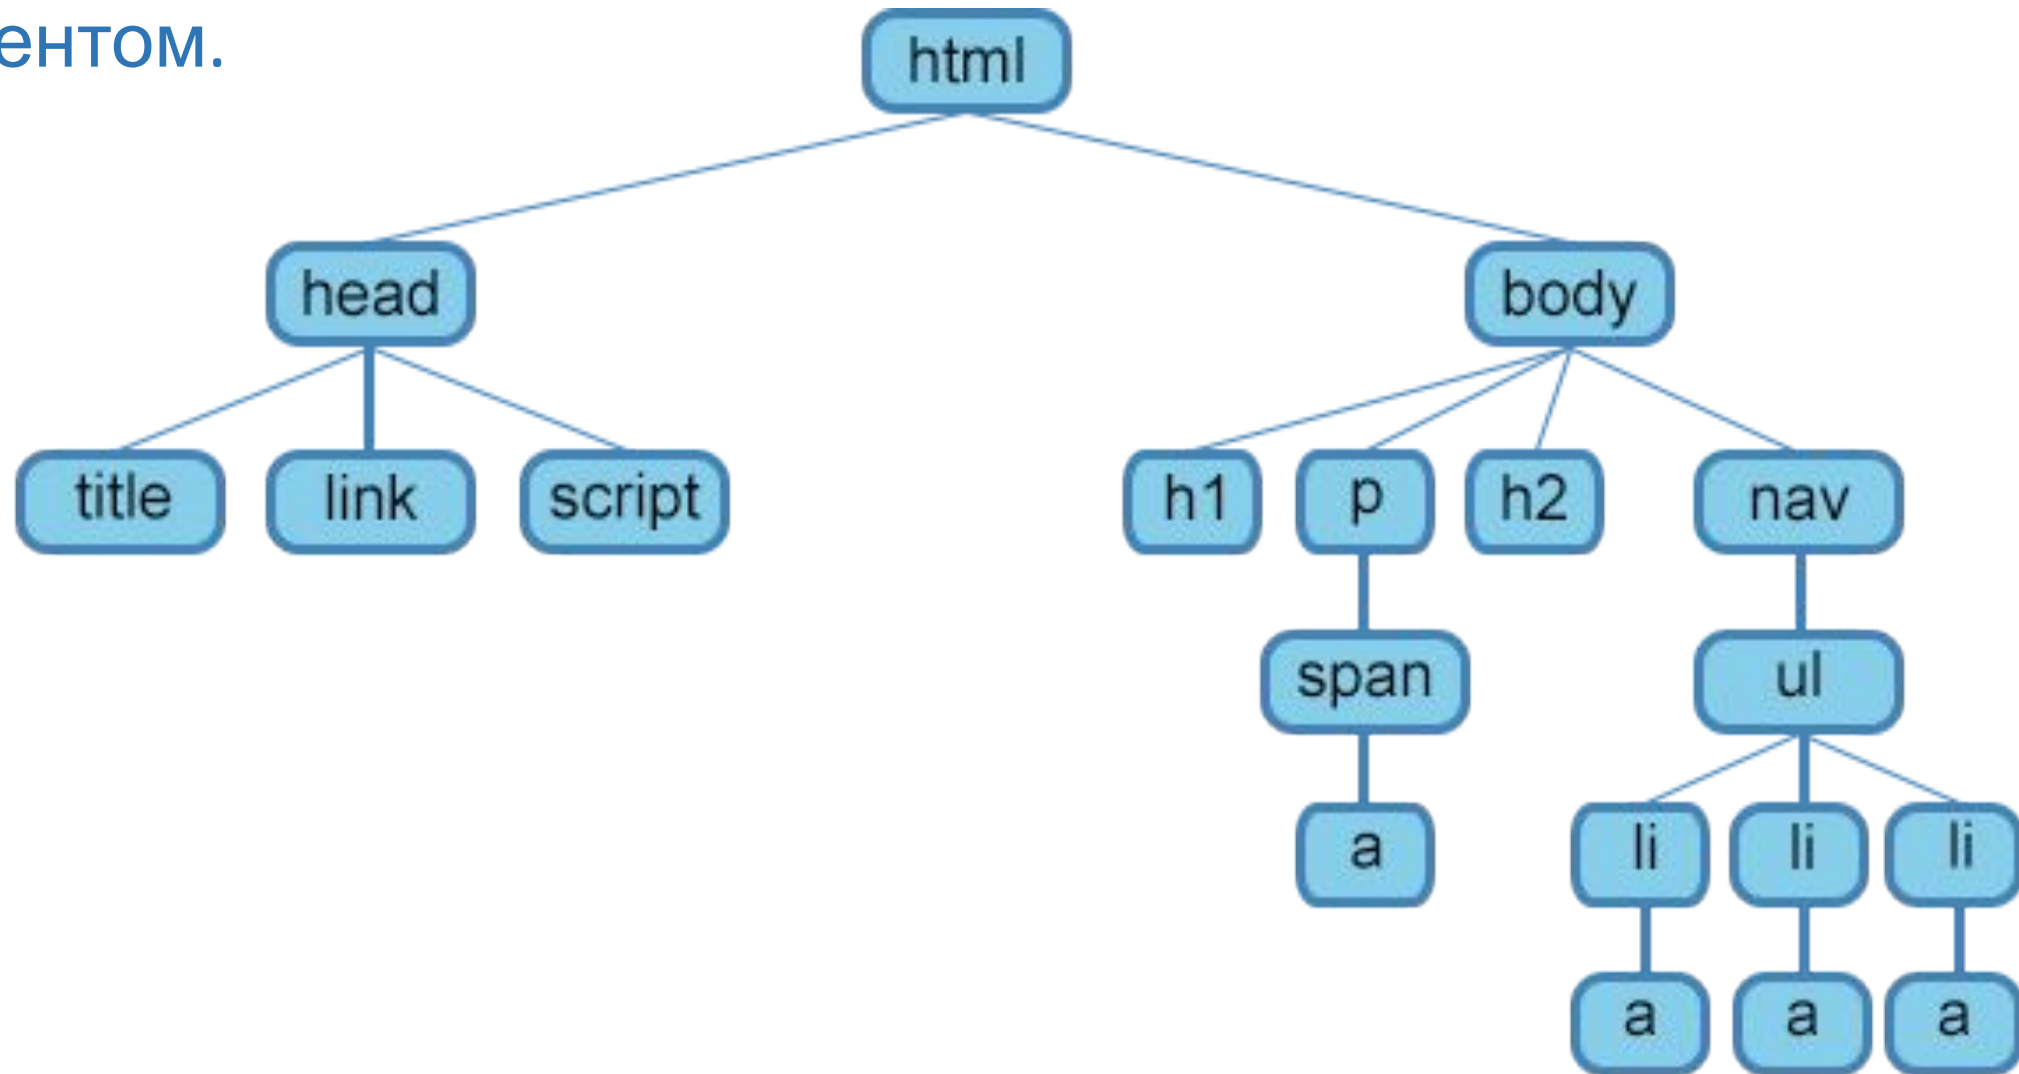 ентом.
html
head body
title link script h1 p h2 nav
span ul
a li li li
a a a